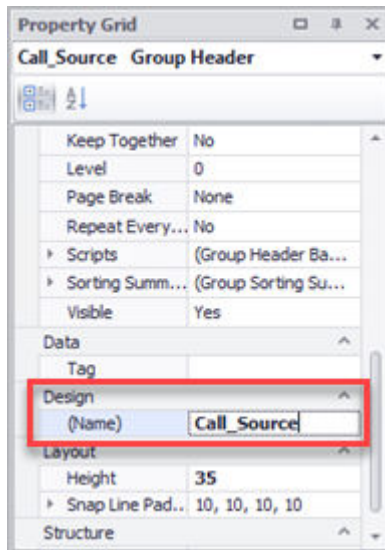 Property Grid
Call_Source Group Header
Keep Together No
Level 0
Page Break None
Repeat Every... No
Scripts (Group Header Ba...
Sorting Summ... (Group Sorting Su...
Visible Yes
Data
Tag
Design
(Name) Call_Source
Layout
Height 35
Snap Line Pad.. 10, 10, 10, 10
Structure